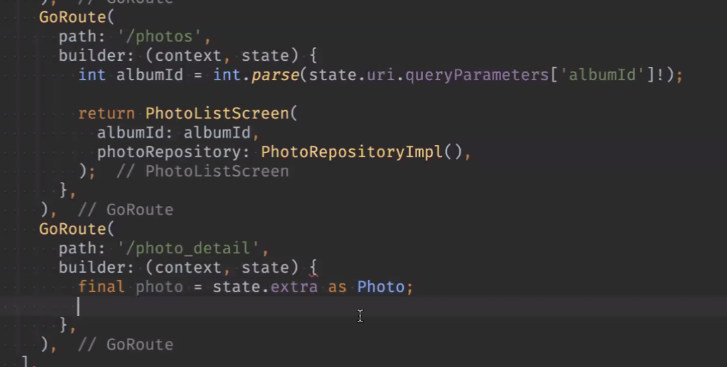 ), // GoRoute
GoRoute(
path: '/photos',
builder: (context, state) {
int albumId = int.parse(state.uri.queryParameters['albumId']!);
return PhotoListScreen(
albumId: albumId,
photoRepository: PhotoRepositoryImpl(),
); // PhotoListScreen
},
), // GoRoute
GoRoute(
path: '/photo_detail',
builder: (context, state) {
final photo = state.extra as Photo;
},
), // GoRoute
],